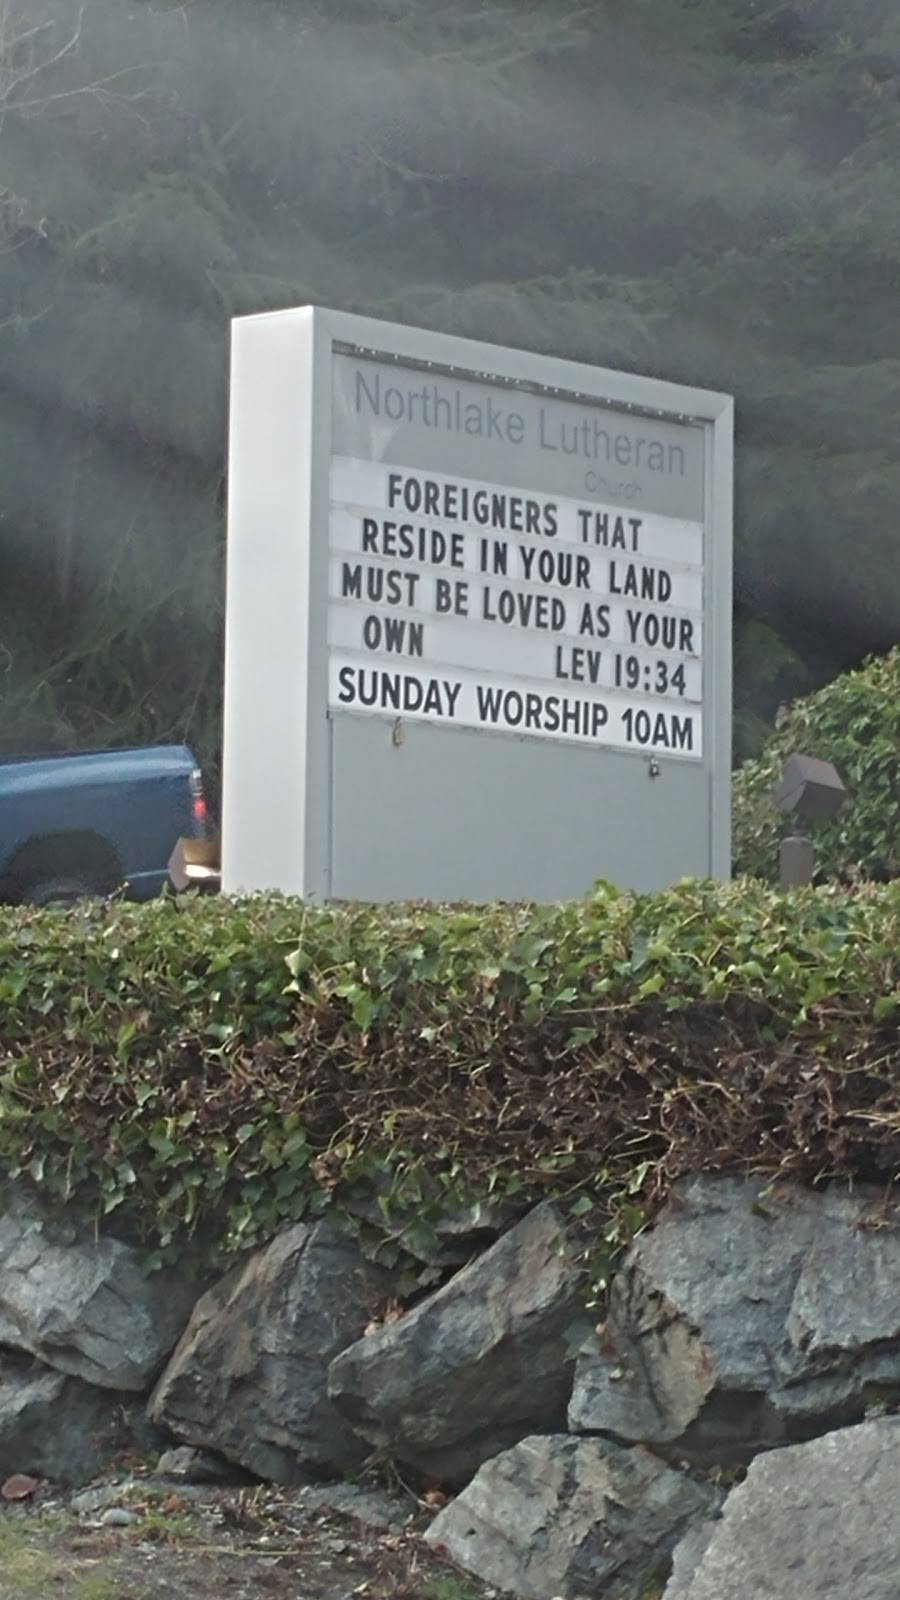 Northlake Lutheran
Church
FOREIGNERS THAT
RESIDE IN YOUR LAND
MUST BE LOVED AS YOUR
OWN LEV 19:34
SUNDAY WORSHIP 10AM